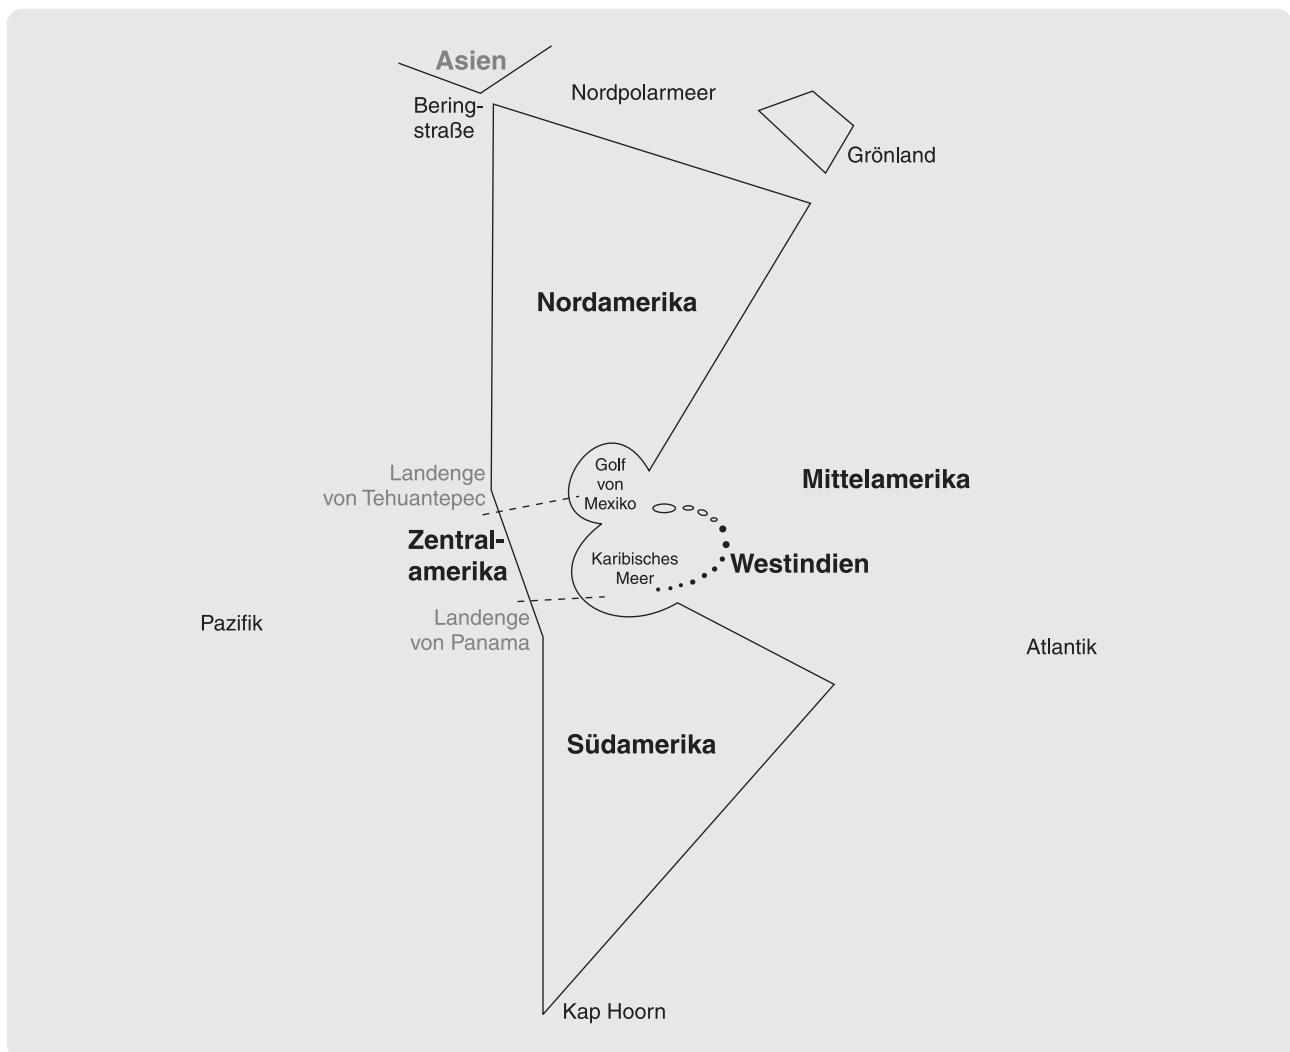 Asien
Nordpolarmeer
Bering-
straße
Grönland
Nordamerika
Golf
von
Mexiko
Landenge
von Tehuantepec
Mittelamerika
Zentral-
amerika
Karibisches
Meer
Westindien
Landenge
von Panama
Pazifik
Atlantik
Südamerika
Kap Hoorn